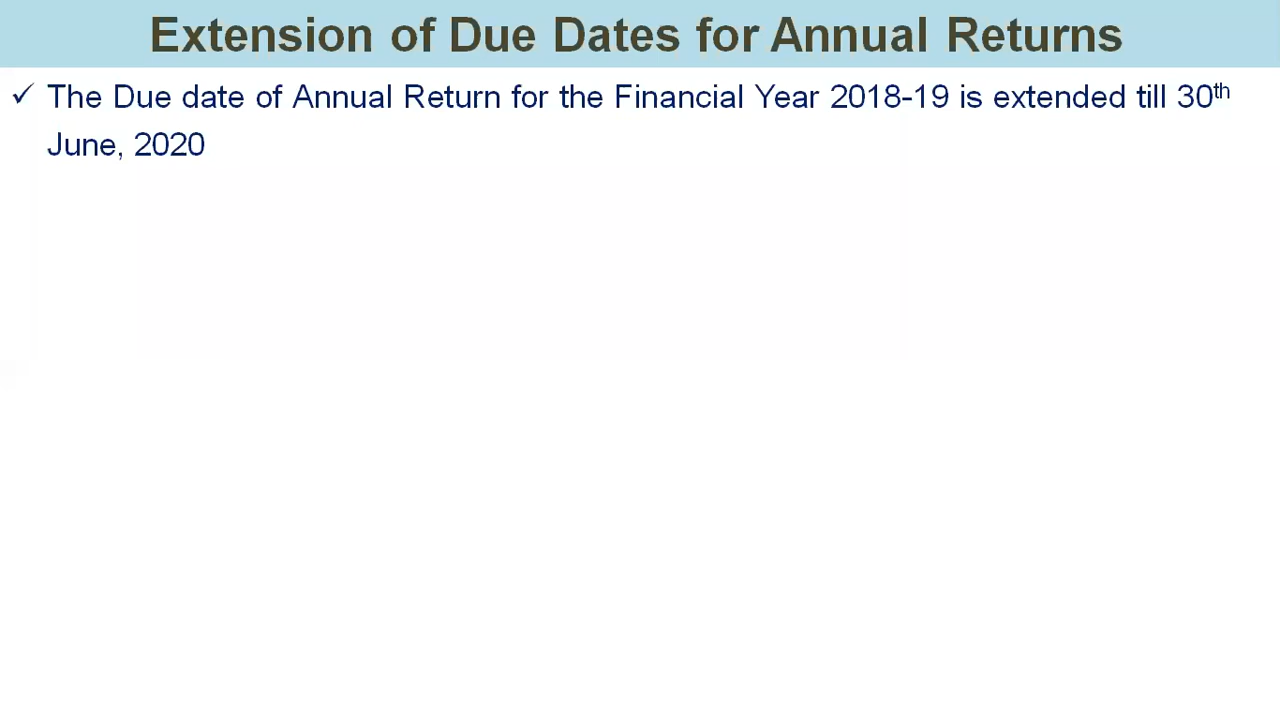 Extension of Due Dates for Annual Returns
✓ The Due date of Annual Return for the Financial Year 2018-19 is extended till 30th
June, 2020